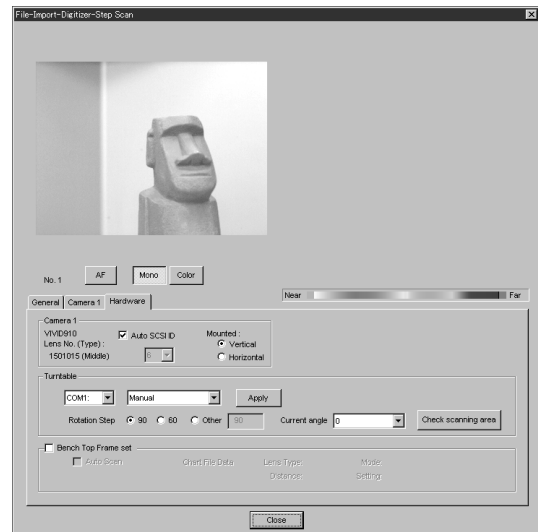 File-Import-Digitizer-Step Scan
No. 1
AF
Mono
Color
Near
Far
General
Camera 1
Hardware
Camera 1
VIVID910
Lens No. (Type) :
1501015 (Middle)
Auto SCSI ID
6
Mounted :
Vertical
Horizontal
Turntable
COM1:
Manual
Apply
Rotation Step
90
60
Other
90
Current angle
0
Check scanning area
Bench Top Frame set
Auto Scan
Chart File Data
Lens Type:
Mode:
Distance:
Setting:
Close